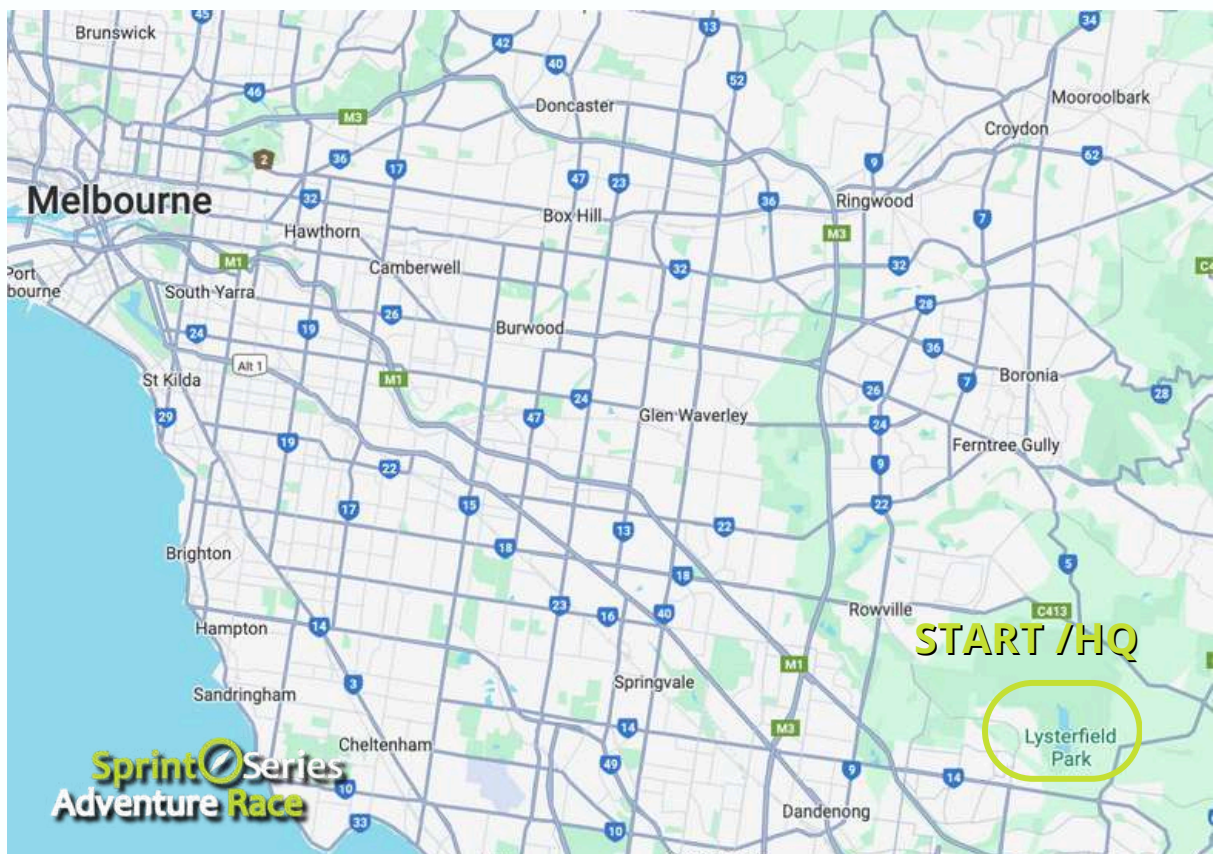 45
Brunswick
13
34
42
40
52
46
Doncaster
Mooroolbark
M3
Croydon
2
36
17
9
62
47
23
32
36
Melbourne
Ringwood
Box Hill
7
Hawthorn
M3
M1
Camberwell
32
32
Port
bourne
South Yarra
28
26
Burwood
24
19
36
Alt 1
M1
St Kilda
Boronia
7
26
28
24
29
47
Glen Waverley
24
19
Ferntree Gully
22
9
17
15
22
13
22
18
Brighton
5
18
23
16
40
Rowville
C413
Hampton
14
START /HQ
M1
3
Springvale
Sandringham
14
M3
Lysterfield
Park
Cheltenham
Sprint Series
Adventure Race
49
9
14
10
Dandenong
33
10